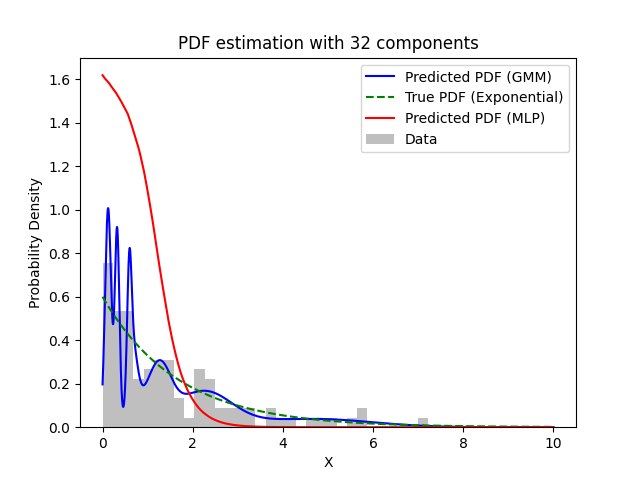 PDF estimation with 32 components
Predicted PDF (GMM)
True PDF (Exponential)
Predicted PDF (MLP)
Data
Probability Density
1.6
1.4
1.2
1.0
0.8
0.6
0.4
0.2
0.0
0
2
4
6
8
10
X